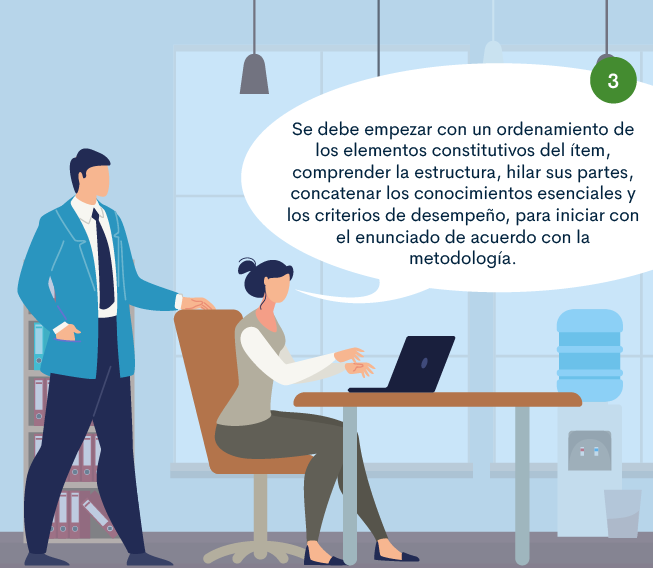 3
Se debe empezar con un ordenamiento de
los elementos constitutivos del ítem,
comprender la estructura, hilar sus partes,
concatenar los conocimientos esenciales y
los criterios de desempeño, para iniciar con
el enunciado de acuerdo con la
metodología.